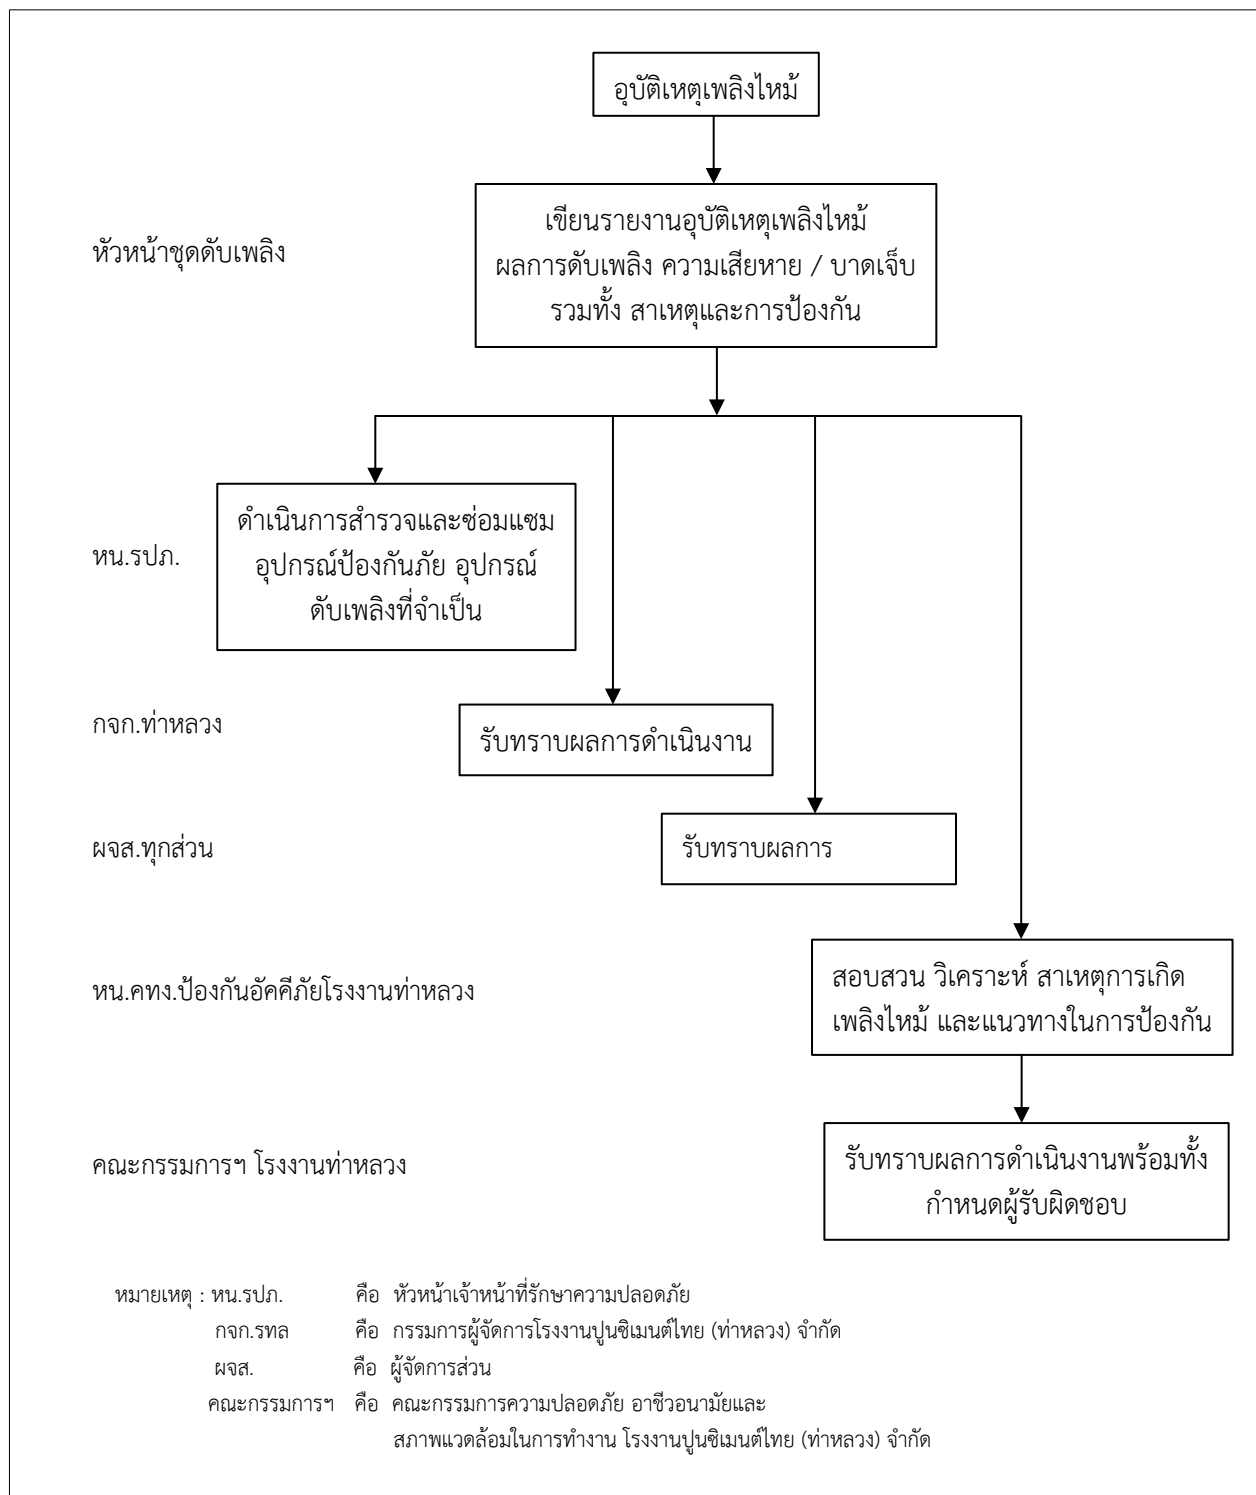 อุบัติเหตุเพลิงไหม้
หัวหน้าชุดดับเพลิง
เขียนรายงานอุบัติเหตุเพลิงไหม้
ผลการดับเพลิง ความเสียหาย / บาดเจ็บ
รวมทั้ง สาเหตุและการป้องกัน
หน.รปภ.
ดำเนินการสำรวจและซ่อมแซม
อุปกรณ์ป้องกันภัย อุปกรณ์
ดับเพลิงที่จำเป็น
กจก.ท่าหลวง
รับทราบผลการดำเนินงาน
ผจส.ทุกส่วน
รับทราบผลการ
หน.คทง.ป้องกันอัคคีภัยโรงงานท่าหลวง
สอบสวน วิเคราะห์ สาเหตุการเกิด
เพลิงไหม้ และแนวทางในการป้องกัน
คณะกรรมการฯ โรงงานท่าหลวง
รับทราบผลการดำเนินงานพร้อมทั้ง
กำหนดผู้รับผิดชอบ
หมายเหตุ : หน.รปภ. คือ หัวหน้าเจ้าหน้าที่รักษาความปลอดภัย
กจก.รทล คือ กรรมการผู้จัดการโรงงานปูนซิเมนต์ไทย (ท่าหลวง) จำกัด
ผจส. คือ ผู้จัดการส่วน
คณะกรรมการฯ คือ คณะกรรมการความปลอดภัย อาชีวอนามัยและ
สภาพแวดล้อมในการทำงาน โรงงานปูนซิเมนต์ไทย (ท่าหลวง) จำกัด